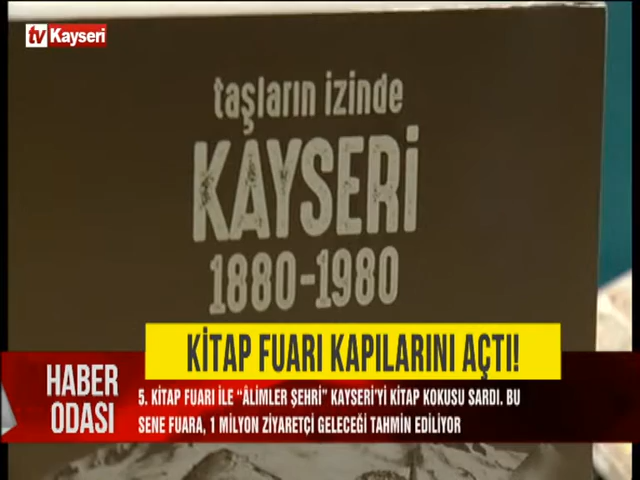 tv Kayseri
taşların izinde
KAYSERİ
1880-1980
KİTAP FUARI KAPILARINI AÇTI!
HABER
ODASI
5. KİTAP FUARI İLE “ÂLİMLER ŞEHRİ” KAYSERİ’Yİ KİTAP KOKUSU SARDI. BU
SENE FUARA, 1 MİLYON ZİYARETÇİ GELECEĞİ TAHMİN EDİLİYOR